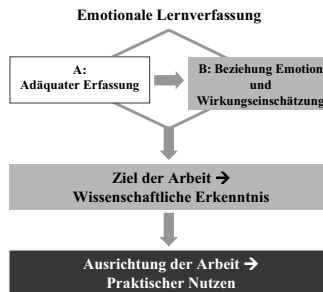 Emotionale Lernverfassung
A:
Adäquater Erfassung
B: Beziehung Emotion
und
Wirkungseinschätzung
Ziel der Arbeit →
Wissenschaftliche Erkenntnis
Ausrichtung der Arbeit →
Praktischer Nutzen